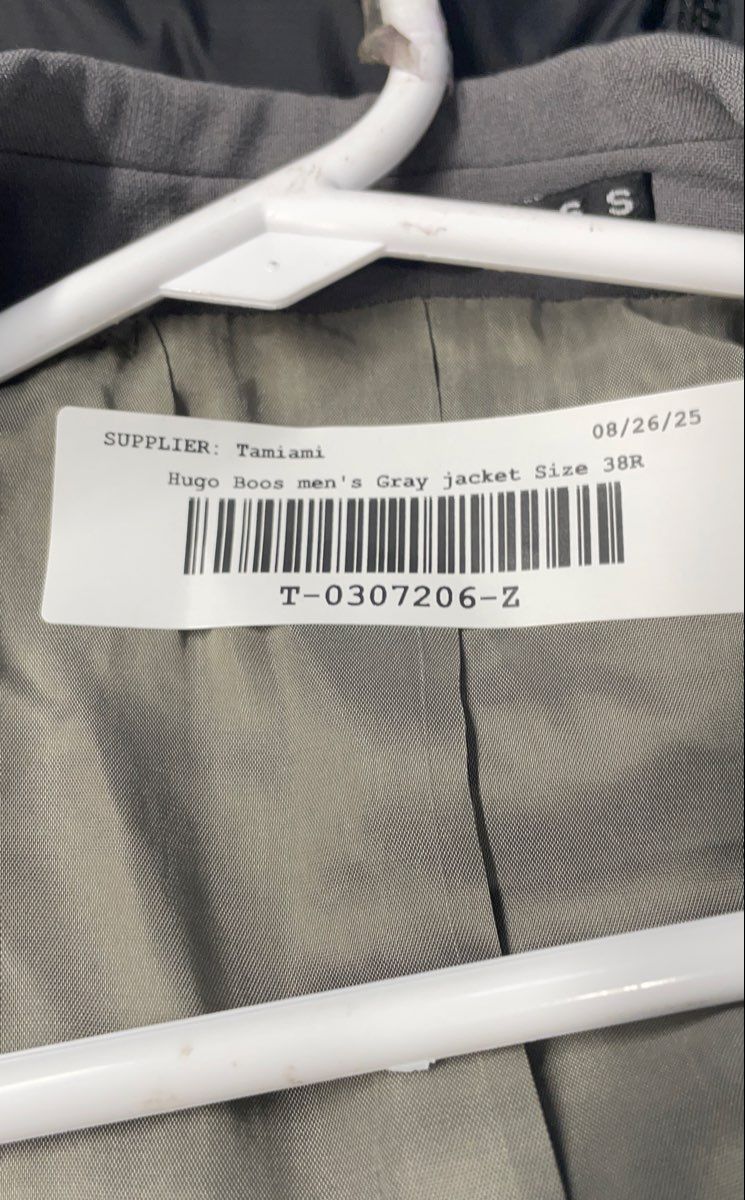 S S
SUPPLIER: Tamiami
08/26/25
Hugo Boos men's Gray jacket Size 38R
T-0307206-Z